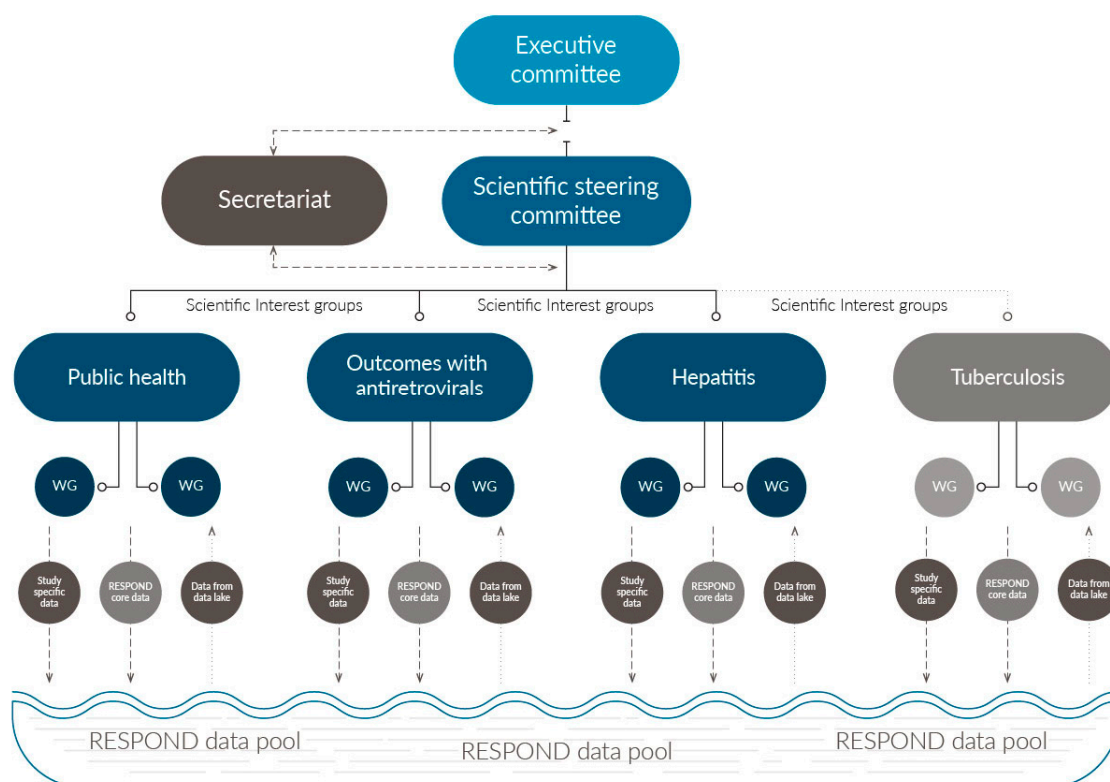 Executive
committee
Secretariat
Scientific steering
committee
Scientific Interest groups
Scientific Interest groups
Scientific Interest groups
Public health
Outcomes with
antiretrovirals
Hepatitis
Tuberculosis
WG
WG
WG
WG
WG
WG
WG
WG
Study
specific
data
RESPOND
core data
Data from
data lake
Study
specific
data
RESPOND
core data
Data from
data lake
Study
specific
data
RESPOND
core data
Data from
data lake
Study
specific
data
RESPOND
core data
Data from
data lake
RESPOND data pool
RESPOND data pool
RESPOND data pool